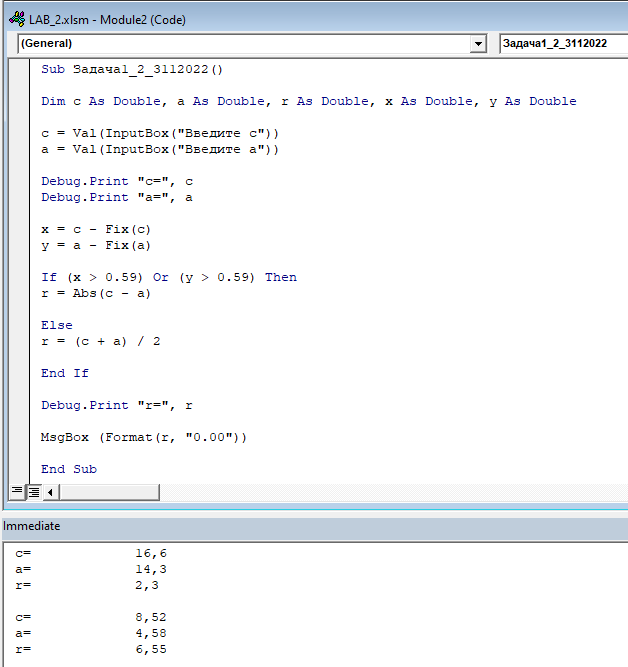 LAB_2.xlsm - Module2 (Code)
(General) Задача1_2_3112022
Sub Задача1_2_3112022()
Dim c As Double, a As Double, r As Double, x As Double, y As Double
c = Val(InputBox("Введите c"))
a = Val(InputBox("Введите a"))
Debug.Print "c=", c
Debug.Print "a=", a
x = c - Fix(c)
y = a - Fix(a)
If (x > 0.59) Or (y > 0.59) Then
r = Abs(c - a)
Else
r = (c + a) / 2
End If
Debug.Print "r=", r
MsgBox (Format(r, "0.00"))
End Sub
Immediate
c= 16,6
a= 14,3
r= 2,3
c= 8,52
a= 4,58
r= 6,55